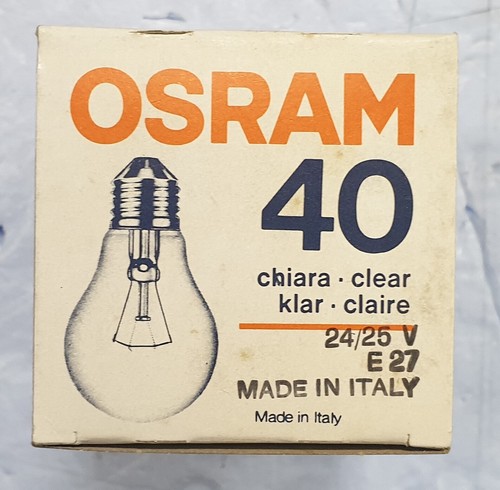 OSRAM
40
chiara · clear
klar · claire
24/25 V
E 27
MADE IN ITALY
Made in Italy